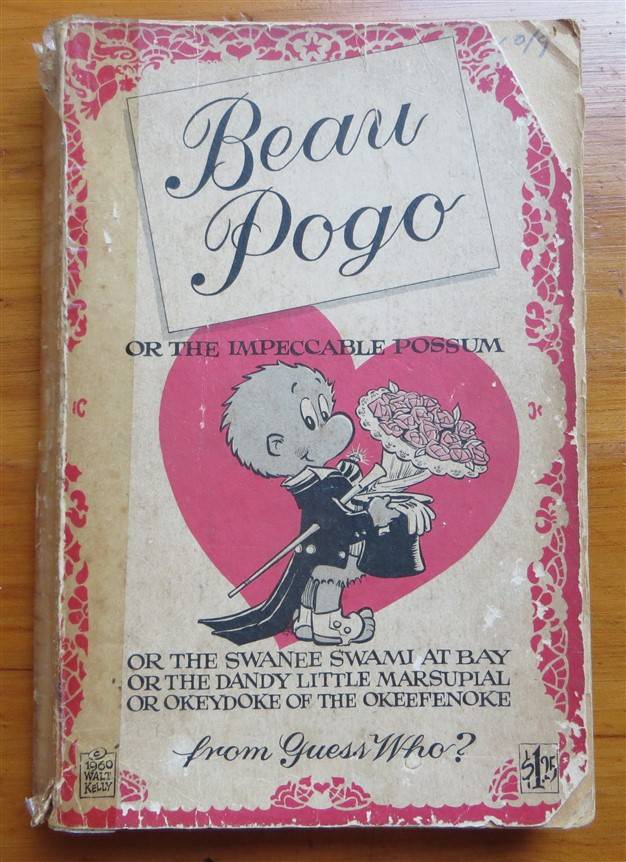 Beau
Pogo
OR THE IMPECCABLE POSSUM
OR THE SWANEE SWAMI AT BAY
OR THE DANDY LITTLE MARSUPIAL
OR OKEYDOKE OF THE OKEEFENOKE
from Guess Who?
©
1960
WALT
KELLY
$1.25